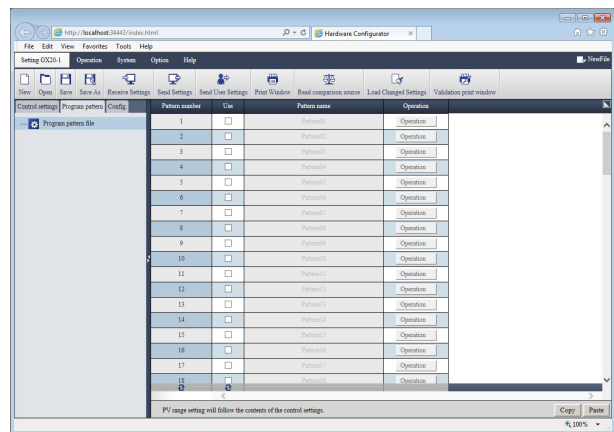 http://localhost:34443/index.html
Hardware Configurator
File Edit View Favorites Tools Help
Setting GX20-1 Operation System Option Help NewFile
New Open Save Save As Receive Settings Send Settings Send User Settings Print Window Read comparison source Load Changed Settings Validation print window
Control settings Program pattern Config.
Program pattern file
Pattern number Use Pattern name Operation
1 Pattern01 Operation
2 Pattern02 Operation
3 Pattern03 Operation
4 Pattern04 Operation
5 Pattern05 Operation
6 Pattern06 Operation
7 Pattern07 Operation
8 Pattern08 Operation
9 Pattern09 Operation
10 Pattern10 Operation
11 Pattern11 Operation
12 Pattern12 Operation
13 Pattern13 Operation
14 Pattern14 Operation
15 Pattern15 Operation
16 Pattern16 Operation
17 Pattern17 Operation
18 Pattern18 Operation
PV range setting will follow the contents of the control settings.
Copy Paste
100%